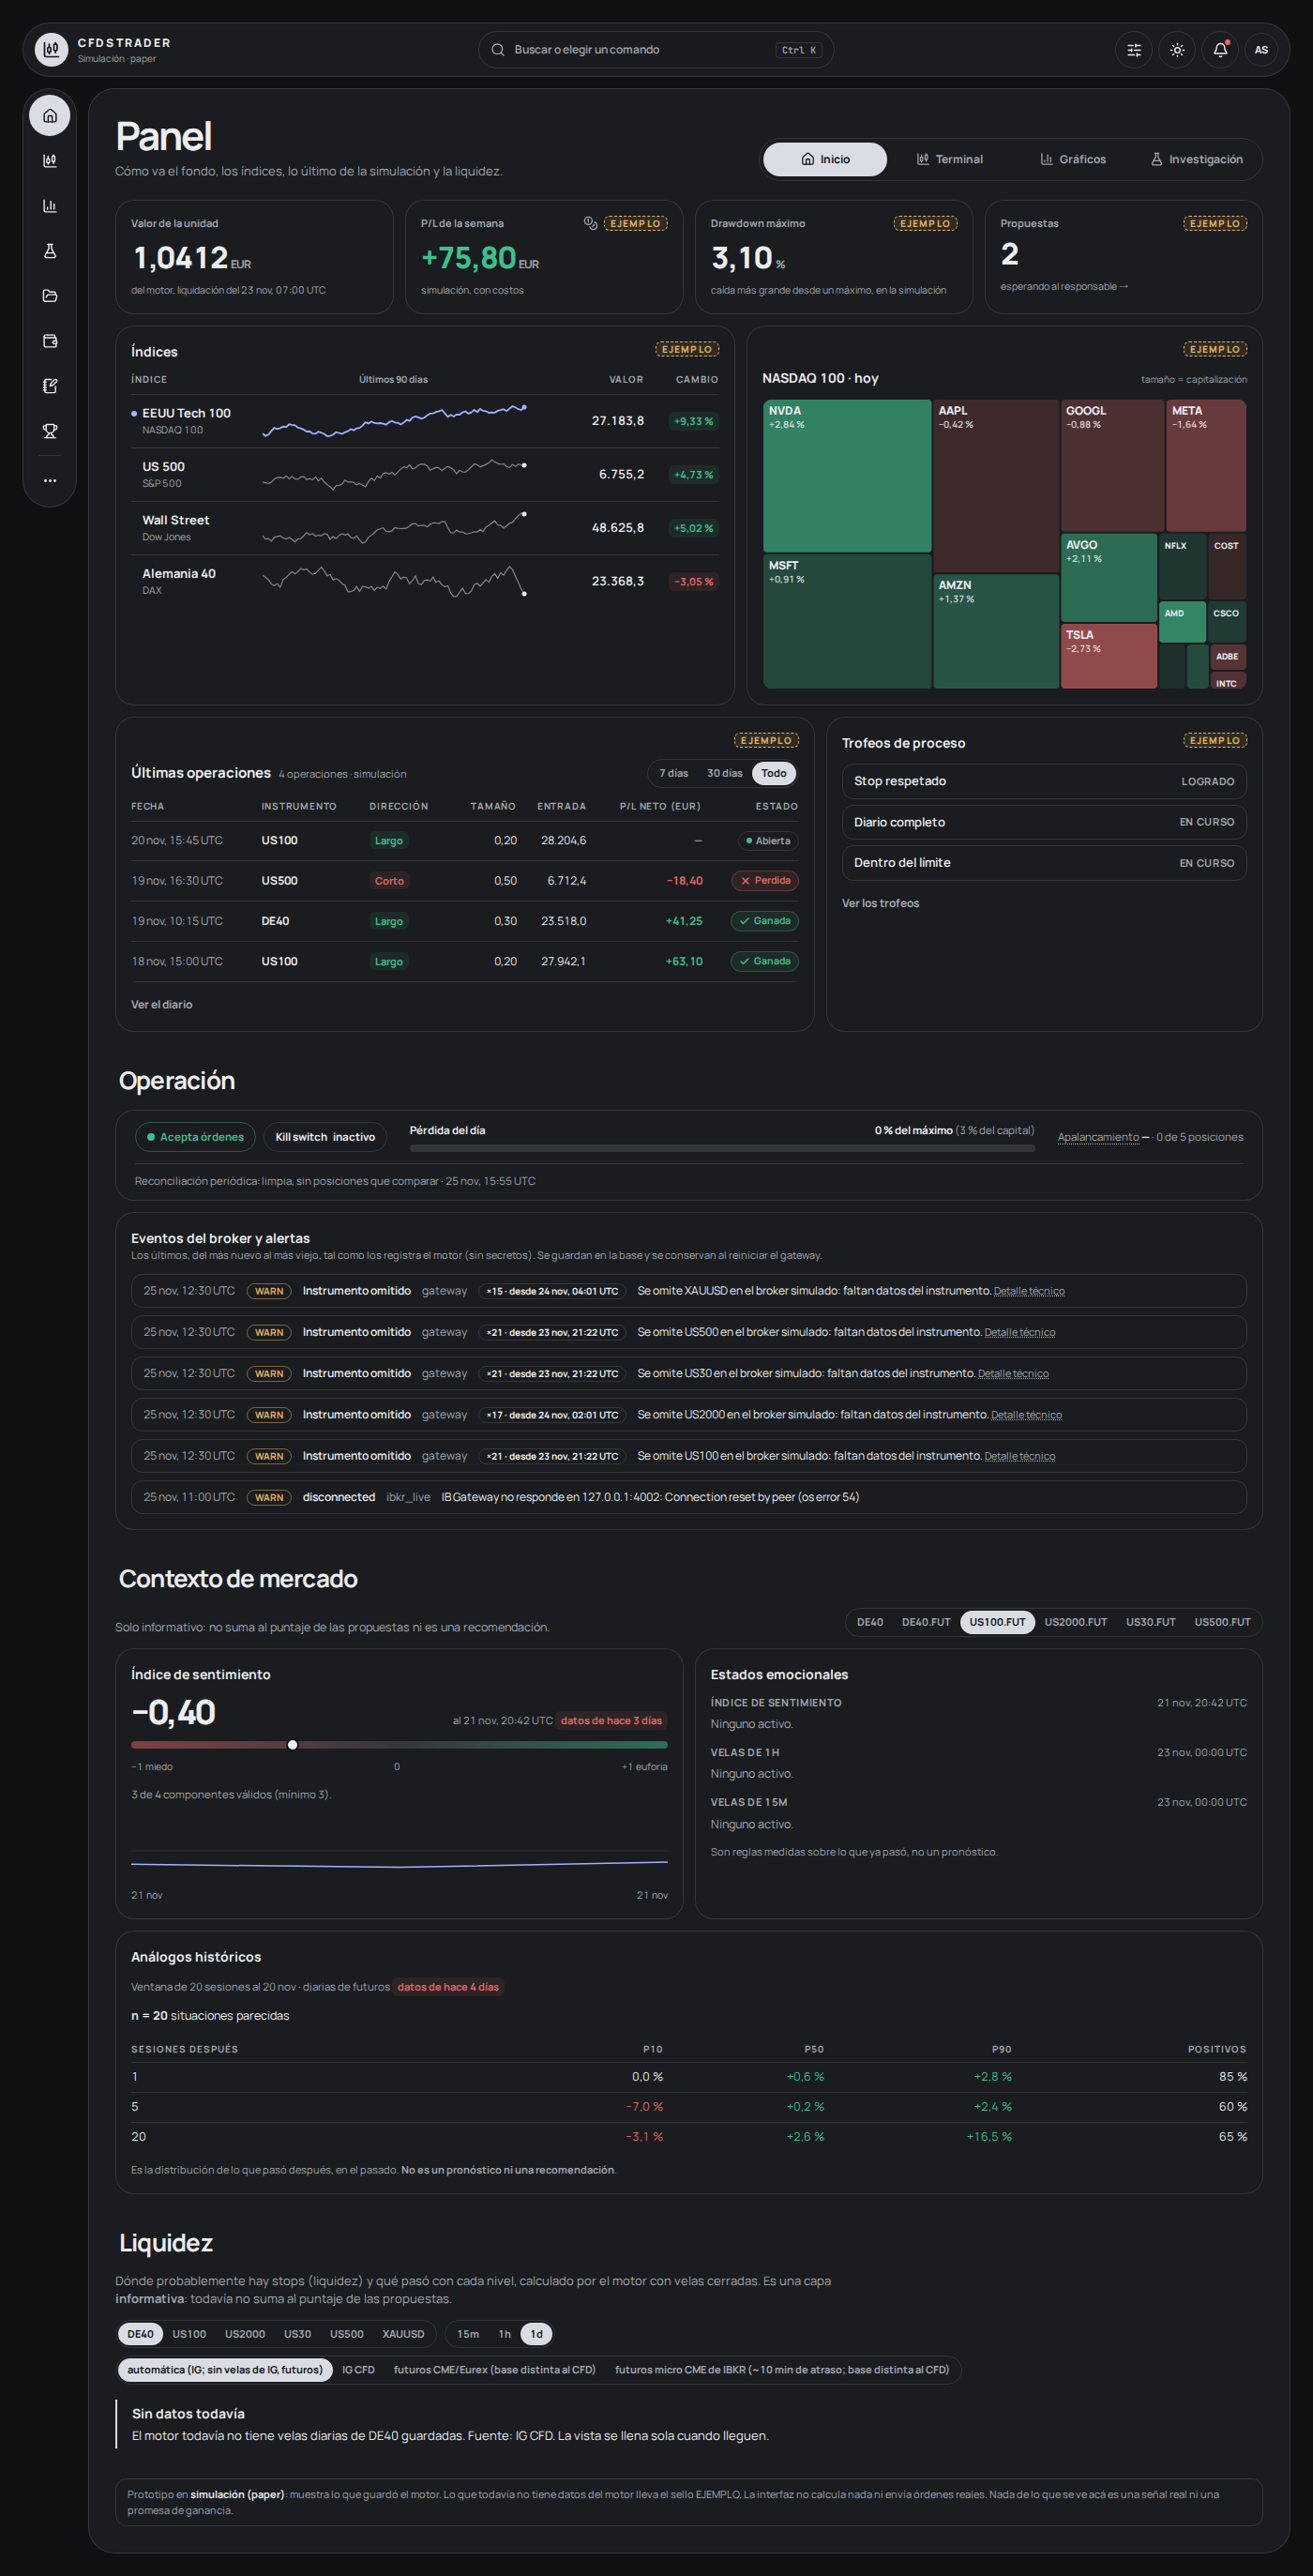 CFDSTRADER
Simulación · paper
Buscar o elegir un comando
Ctrl K
AS
Panel
Cómo va el fondo, los índices, lo último de la simulación y la liquidez.
Inicio
Terminal
Gráficos
Investigación
Valor de la unidad
1,0412 EUR
del motor, liquidación del 23 nov, 07:00 UTC
P/L de la semana
EJEMPLO
+75,80 EUR
simulación, con costos
Drawdown máximo
EJEMPLO
3,10 %
caída más grande desde un máximo, en la simulación
Propuestas
EJEMPLO
2
esperando al responsable →
Índices
EJEMPLO
ÍNDICE Últimos 90 días VALOR CAMBIO
EEUU Tech 100 27.183,8 +9,33 %
NASDAQ 100
US 500 6.755,2 +4,73 %
S&P 500
Wall Street 48.625,8 +5,02 %
Dow Jones
Alemania 40 23.368,3 −3,05 %
DAX
EJEMPLO
NASDAQ 100 · hoy
tamaño = capitalización
NVDA
+2,84 %
MSFT
+0,91 %
AAPL
−0,42 %
AMZN
+1,37 %
GOOGL
−0,88 %
META
−1,64 %
AVGO
+2,11 %
TSLA
−2,73 %
NFLX
COST
AMD
CSCO
ADBE
INTC
EJEMPLO
Últimas operaciones 4 operaciones · simulación
7 días 30 días Todo
FECHA INSTRUMENTO DIRECCIÓN TAMAÑO ENTRADA P/L NETO (EUR) ESTADO
20 nov, 15:45 UTC US100 Largo 0,20 28.204,6 — Abierta
19 nov, 16:30 UTC US500 Corto 0,50 6.712,4 −18,40 Perdida
19 nov, 10:15 UTC DE40 Largo 0,30 23.518,0 +41,25 Ganada
18 nov, 15:00 UTC US100 Largo 0,20 27.942,1 +63,10 Ganada
Ver el diario
Trofeos de proceso
EJEMPLO
Stop respetado LOGRADO
Diario completo EN CURSO
Dentro del límite EN CURSO
Ver los trofeos
Operación
Acepta órdenes
Kill switch inactivo
Pérdida del día
0 % del máximo (3 % del capital)
Apalancamiento — · 0 de 5 posiciones
Reconciliación periódica: limpia, sin posiciones que comparar · 25 nov, 15:55 UTC
Eventos del broker y alertas
Los últimos, del más nuevo al más viejo, tal como los registra el motor (sin secretos). Se guardan en la base y se conservan al reiniciar el gateway.
25 nov, 12:30 UTC WARN Instrumento omitido gateway ×15 · desde 24 nov, 04:01 UTC Se omite XAUUSD en el broker simulado: faltan datos del instrumento. Detalle técnico
25 nov, 12:30 UTC WARN Instrumento omitido gateway ×21 · desde 23 nov, 21:22 UTC Se omite US500 en el broker simulado: faltan datos del instrumento. Detalle técnico
25 nov, 12:30 UTC WARN Instrumento omitido gateway ×21 · desde 23 nov, 21:22 UTC Se omite US30 en el broker simulado: faltan datos del instrumento. Detalle técnico
25 nov, 12:30 UTC WARN Instrumento omitido gateway ×17 · desde 24 nov, 02:01 UTC Se omite US2000 en el broker simulado: faltan datos del instrumento. Detalle técnico
25 nov, 12:30 UTC WARN Instrumento omitido gateway ×21 · desde 23 nov, 21:22 UTC Se omite US100 en el broker simulado: faltan datos del instrumento. Detalle técnico
25 nov, 11:00 UTC WARN disconnected ibkr_live IB Gateway no responde en 127.0.0.1:4002: Connection reset by peer (os error 54)
Contexto de mercado
Solo informativo: no suma al puntaje de las propuestas ni es una recomendación.
DE40 DE40.FUT US100.FUT US2000.FUT US30.FUT US500.FUT
Índice de sentimiento
−0,40
al 21 nov, 20:42 UTC datos de hace 3 días
−1 miedo 0 +1 euforia
3 de 4 componentes válidos (mínimo 3).
21 nov 21 nov
Estados emocionales
ÍNDICE DE SENTIMIENTO 21 nov, 20:42 UTC
Ninguno activo.
VELAS DE 1H 23 nov, 00:00 UTC
Ninguno activo.
VELAS DE 15M 23 nov, 00:00 UTC
Ninguno activo.
Son reglas medidas sobre lo que ya pasó, no un pronóstico.
Análogos históricos
Ventana de 20 sesiones al 20 nov · diarias de futuros datos de hace 4 días
n = 20 situaciones parecidas
SESIONES DESPUÉS P10 P50 P90 POSITIVOS
1 0,0 % +0,6 % +2,8 % 85 %
5 −7,0 % +0,2 % +2,4 % 60 %
20 −3,1 % +2,6 % +16,5 % 65 %
Es la distribución de lo que pasó después, en el pasado. No es un pronóstico ni una recomendación.
Liquidez
Dónde probablemente hay stops (liquidez) y qué pasó con cada nivel, calculado por el motor con velas cerradas. Es una capa
informativa: todavía no suma al puntaje de las propuestas.
DE40 US100 US2000 US30 US500 XAUUSD
15m 1h 1d
automática (IG; sin velas de IG, futuros) IG CFD futuros CME/Eurex (base distinta al CFD) futuros micro CME de IBKR (~10 min de atraso; base distinta al CFD)
Sin datos todavía
El motor todavía no tiene velas diarias de DE40 guardadas. Fuente: IG CFD. La vista se llena sola cuando lleguen.
Prototipo en simulación (paper): muestra lo que guardó el motor. Lo que todavía no tiene datos del motor lleva el sello EJEMPLO. La interfaz no calcula nada ni envía órdenes reales. Nada de lo que se ve acá es una señal real ni una
promesa de ganancia.